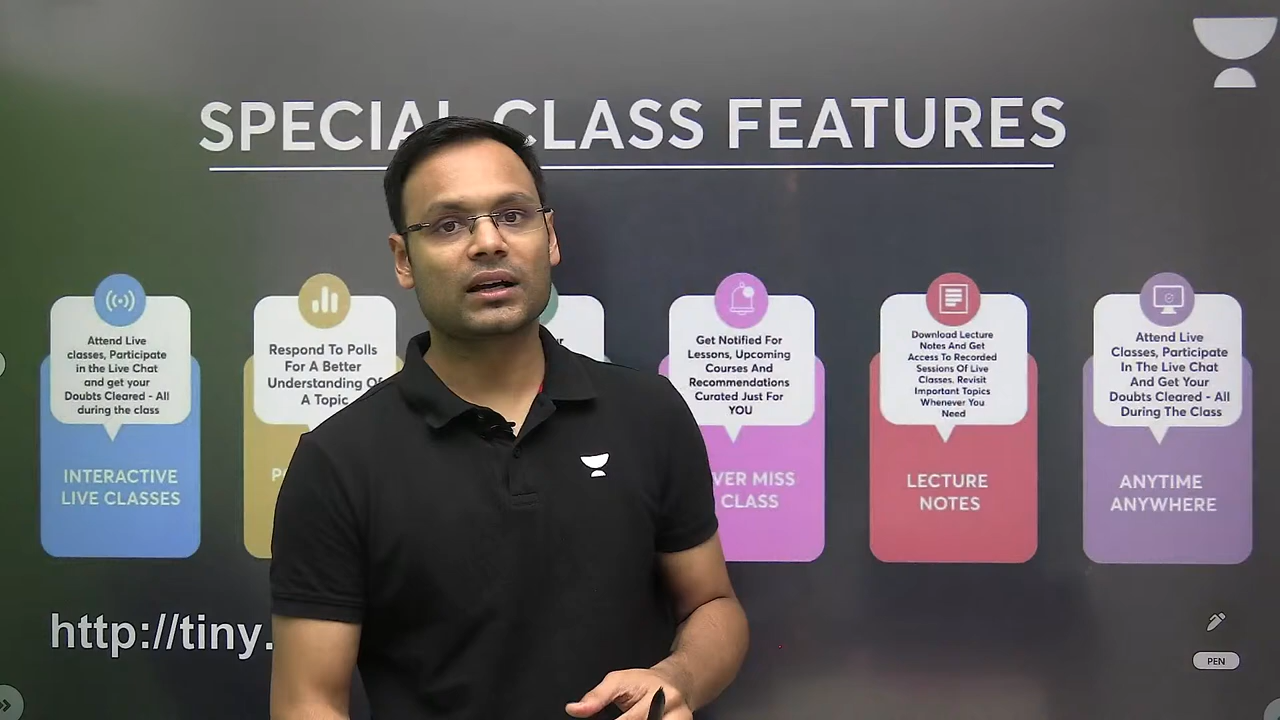 SPECIAL CLASS FEATURES
Attend Live
classes, Participate
in the Live Chat
and get your
Doubts Cleared - All
during the class
INTERACTIVE
LIVE CLASSES
Respond To Polls
For A Better
Understanding Of
A Topic
Get Notified For
Lessons, Upcoming
Courses And
Recommendations
Curated Just For
YOU
VER MISS
CLASS
Download Lecture
Notes And Get
Access To Recorded
Sessions Of Live
Classes. Revisit
Important Topics
Whenever You
Need
LECTURE
NOTES
Attend Live
Classes, Participate
In The Live Chat
And Get Your
Doubts Cleared - All
During The Class
ANYTIME
ANYWHERE
http://tiny.
PEN